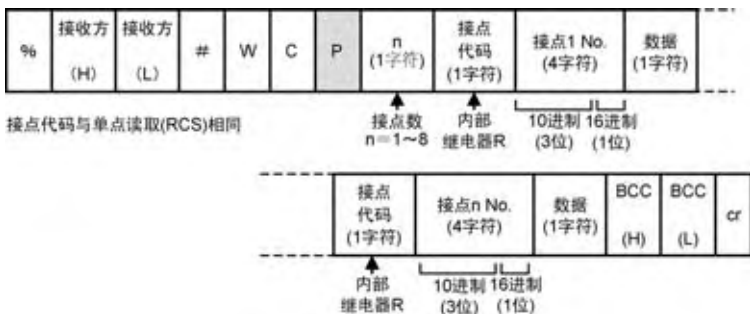 %
接收方
(H)
接收方
(L)
#
W
C
P
n
(1字符)
接点
代码
(1字符)
接点1 No.
(4字符)
数据
(1字符)
接点代码与单点读取(RCS)相同
接点数
n=1～8
内部
继电器R
10进制
(3位)
16进制
(1位)
接点
代码
(1字符)
接点n No.
(4字符)
数据
(1字符)
BCC
(H)
BCC
(L)
cr
内部
继电器R
10进制
(3位)
16进制
(1位)